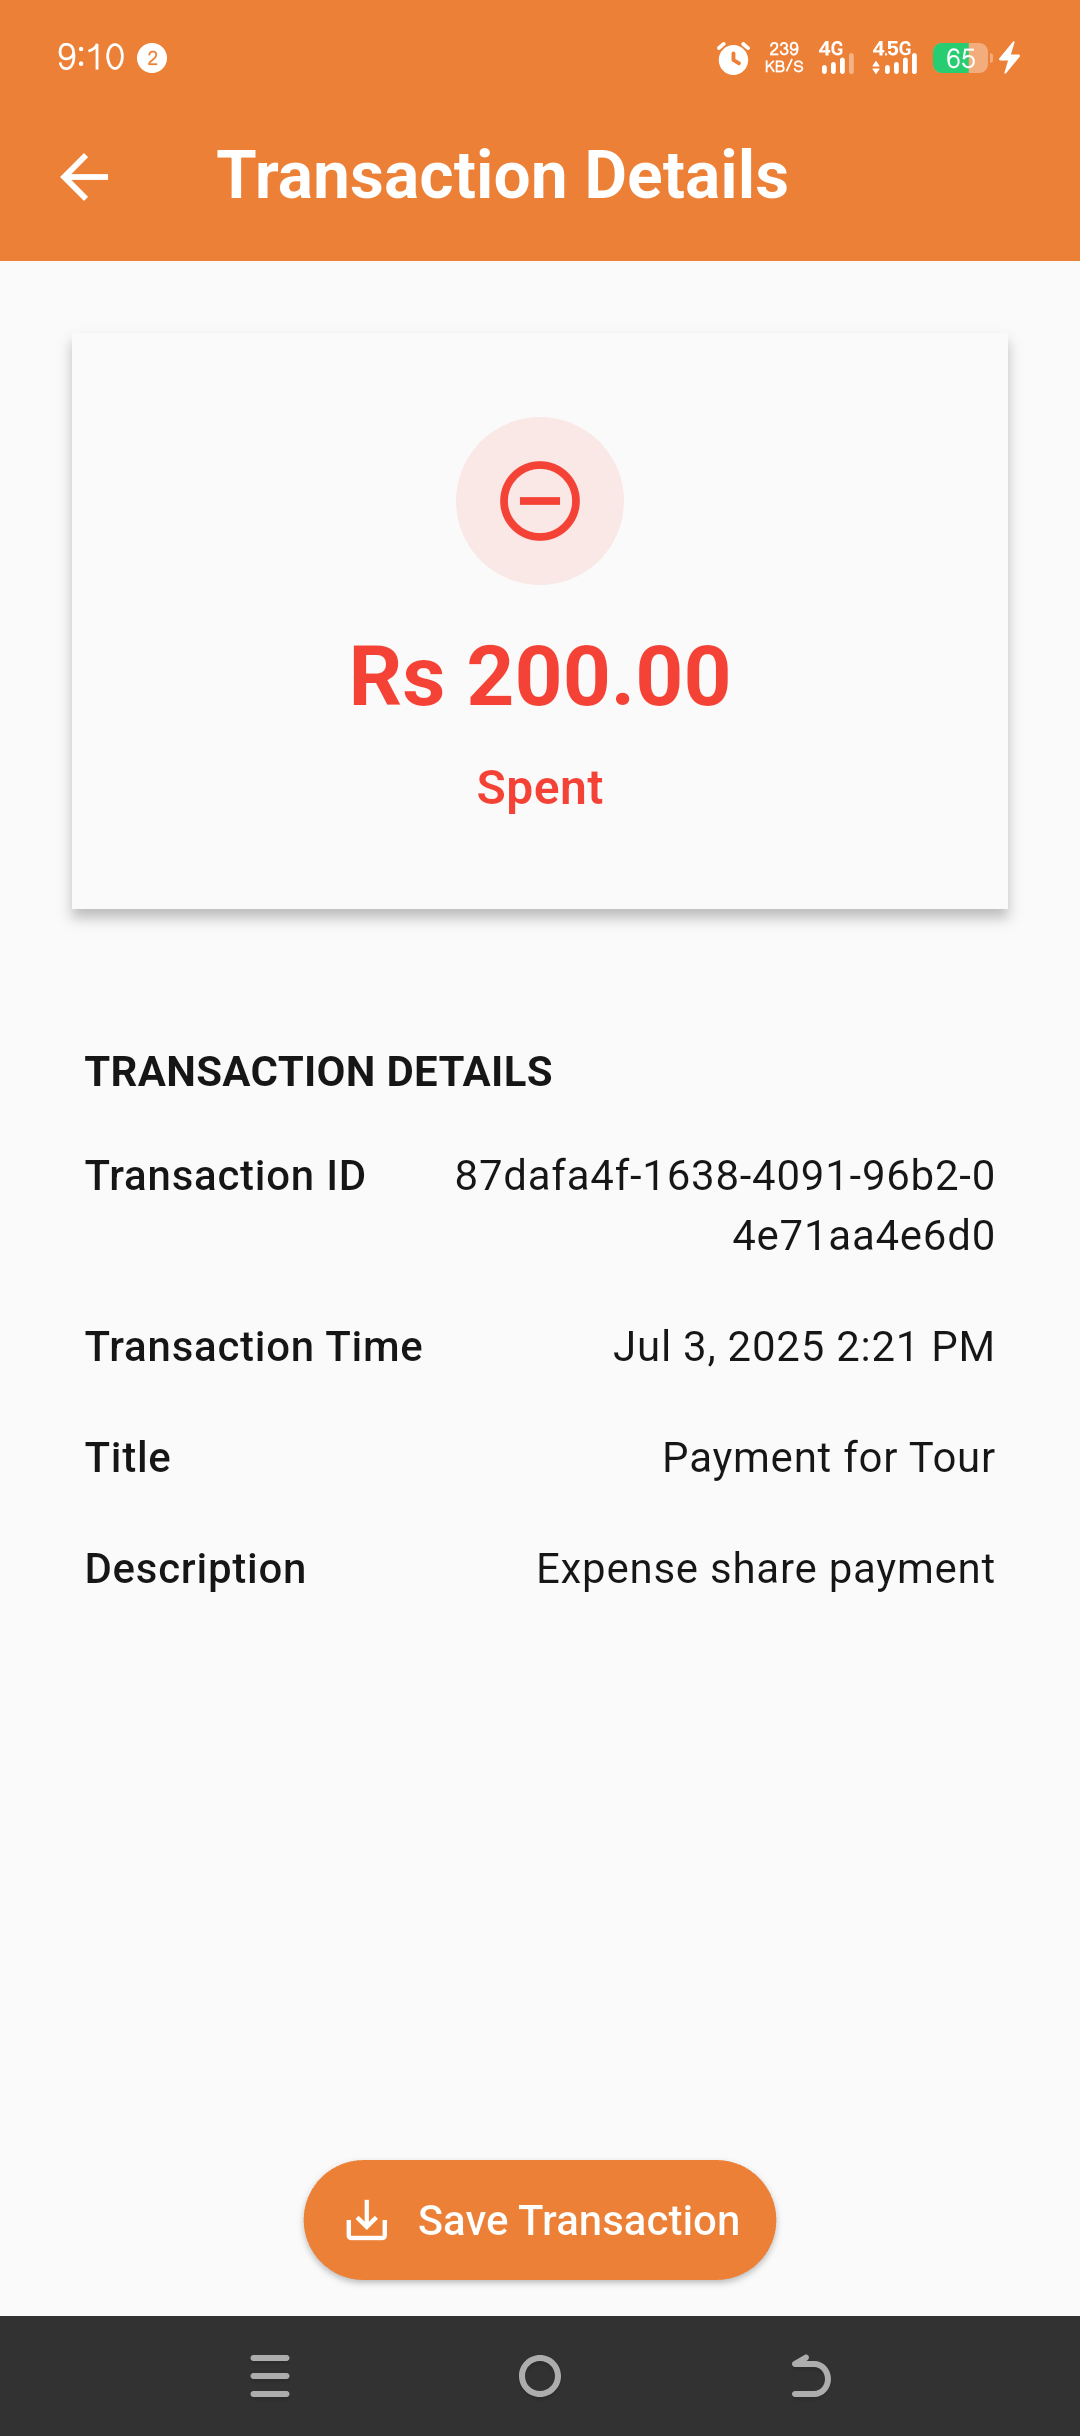 9:10 2 239 KB/S 4G 4.5G 65
Transaction Details
Rs 200.00
Spent
TRANSACTION DETAILS
Transaction ID 87dafa4f-1638-4091-96b2-0
4e71aa4e6d0
Transaction Time Jul 3, 2025 2:21 PM
Title Payment for Tour
Description Expense share payment
Save Transaction